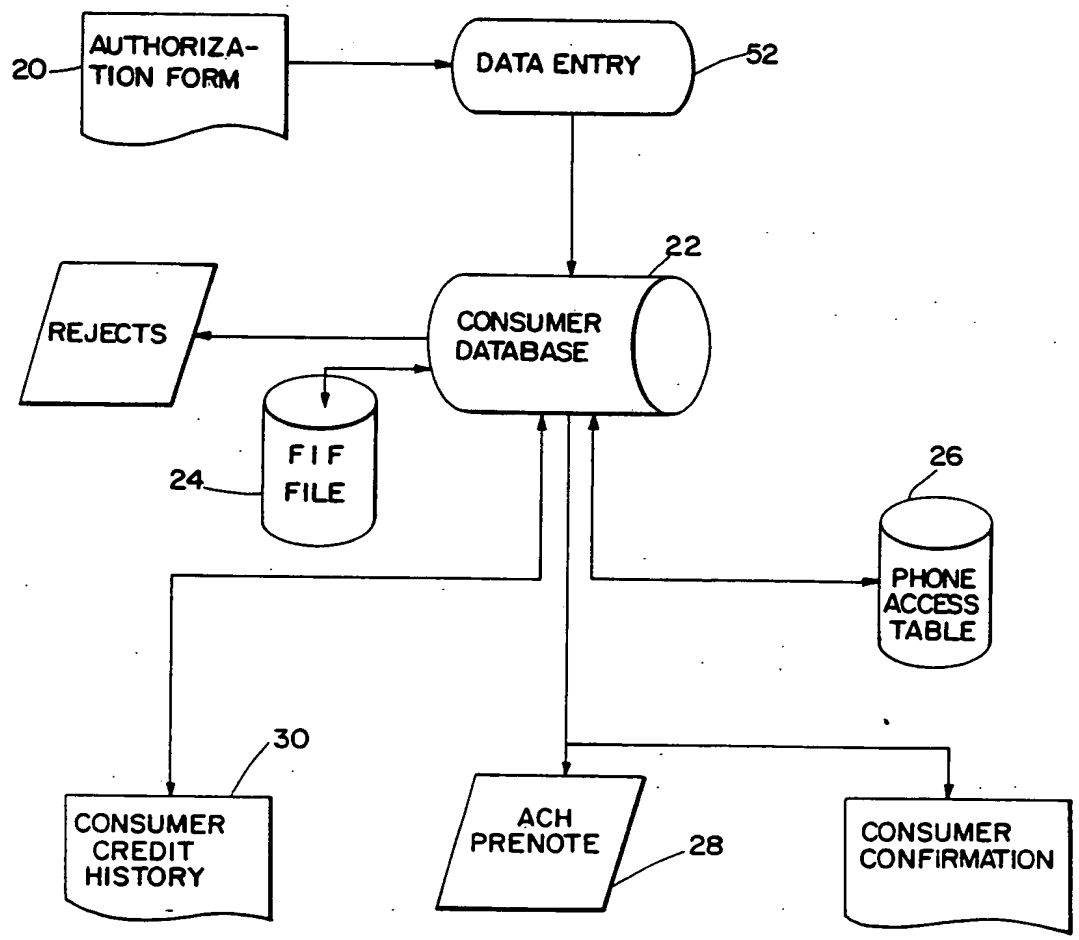 AUTHORIZA-
TION FORM
20
DATA ENTRY
52
22
CONSUMER
DATABASE
REJECTS
FIF
FILE
24
26
PHONE
ACCESS
TABLE
30
CONSUMER
CREDIT
HISTORY
ACH
PRENOTE
28
CONSUMER
CONFIRMATION